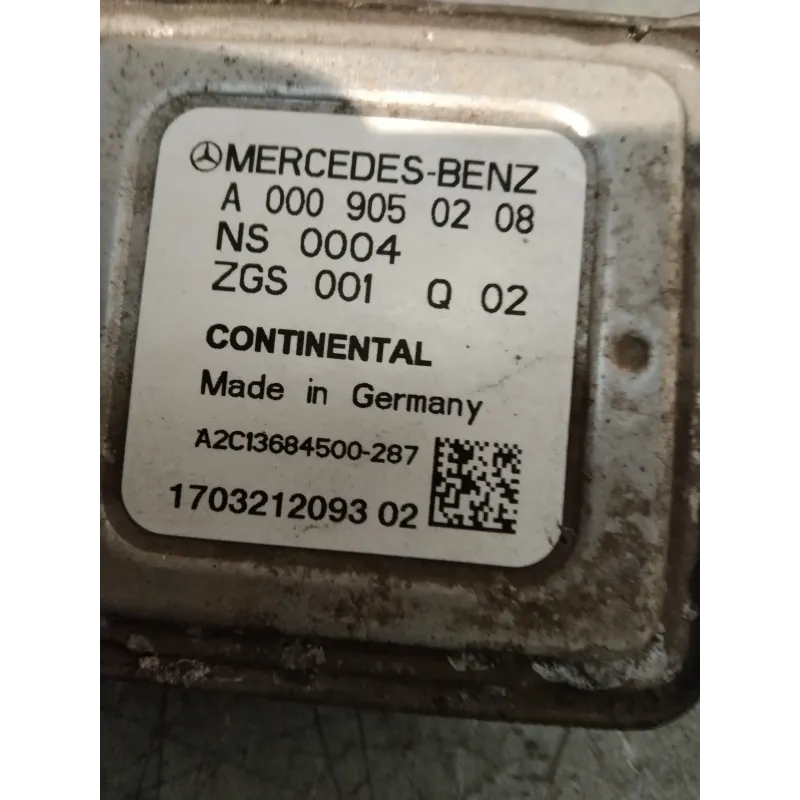 MERCEDES-BENZ
A 000 905 02 08
NS 0004
ZGS 001 Q 02
CONTINENTAL
Made in Germany
A2C13684500-287
1703212093 02